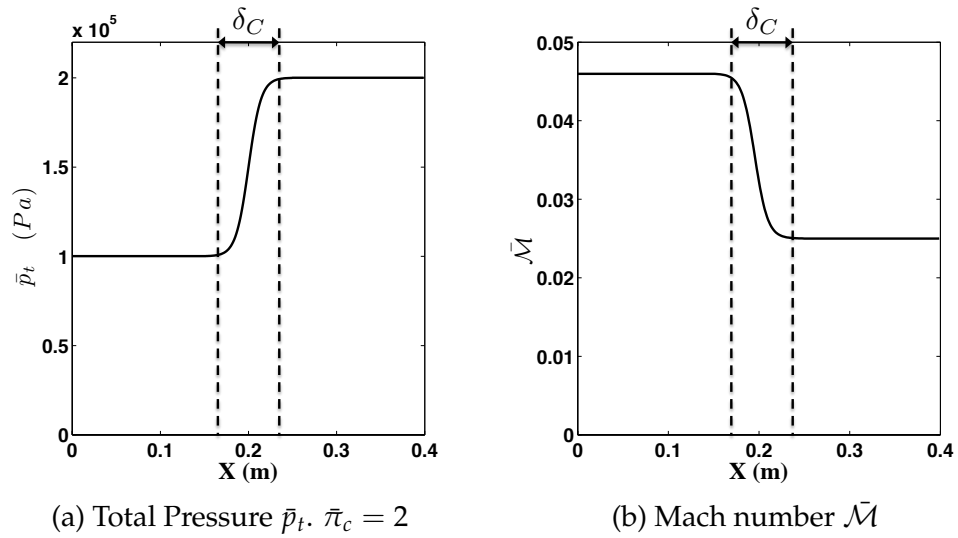 x 10⁵
δ_C
2
1.5
1
0.5
0
p̄_t (Pa)
0 0.1 0.2 0.3 0.4
X (m)
(a) Total Pressure p̄_t. π̄_c = 2
δ_C
0.05
0.04
0.03
0.02
0.01
0
ℳ̄
0 0.1 0.2 0.3 0.4
X (m)
(b) Mach number ℳ̄